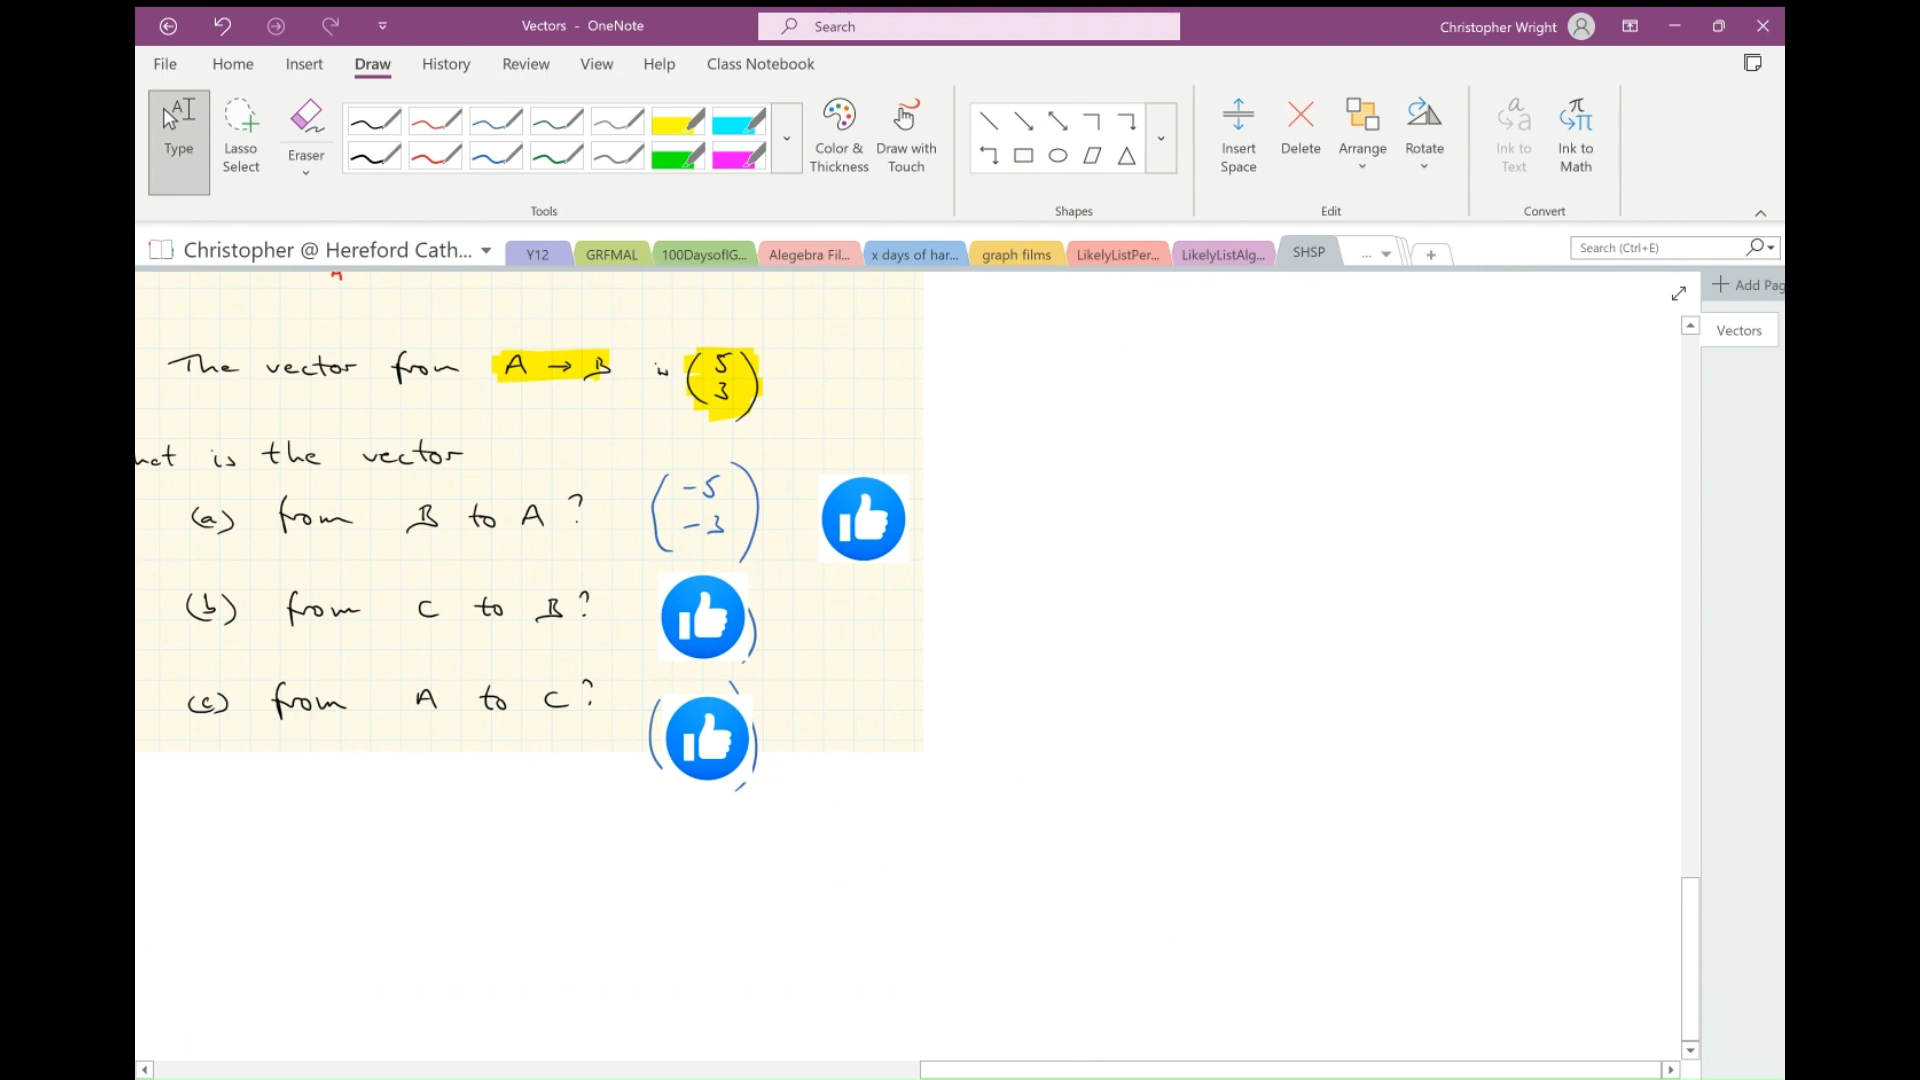 Vectors - OneNote
Search
Christopher Wright
File Home Insert Draw History Review View Help Class Notebook
Type
Lasso Select
Eraser
Color & Thickness
Draw with Touch
Insert Space
Delete
Arrange
Rotate
Ink to Text
Ink to Math
Tools
Shapes
Edit
Convert
Christopher @ Hereford Cath...
Y12
GRFMAL
100DaysofIG...
Alegebra Fil...
x days of har...
graph films
LikelyListPer...
LikelyListAlg...
SHSP
...
Search (Ctrl+E)
Add Pag
Vectors
The vector from A → B is (5
3)
is the vector
(a) from B to A? (-5
-3)
(b) from C to B?
(c) from A to C?